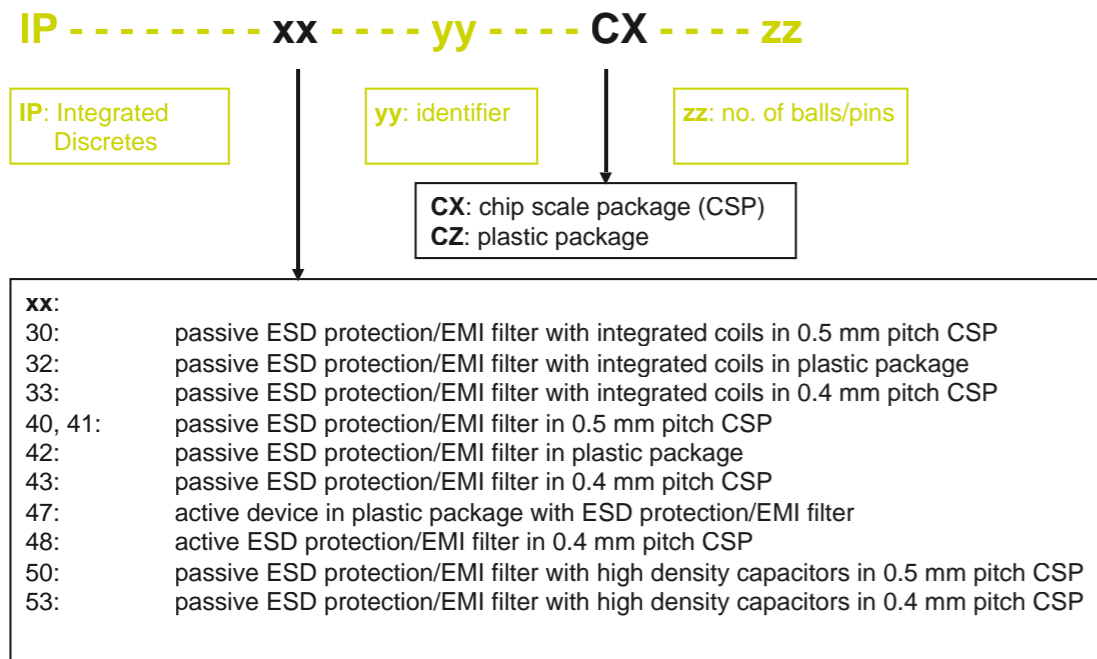 IP - - - - - - - - xx - - - - yy - - - - CX - - - - zz
IP: Integrated
Discretes
yy: identifier
zz: no. of balls/pins
CX: chip scale package (CSP)
CZ: plastic package
xx:
30: passive ESD protection/EMI filter with integrated coils in 0.5 mm pitch CSP
32: passive ESD protection/EMI filter with integrated coils in plastic package
33: passive ESD protection/EMI filter with integrated coils in 0.4 mm pitch CSP
40, 41: passive ESD protection/EMI filter in 0.5 mm pitch CSP
42: passive ESD protection/EMI filter in plastic package
43: passive ESD protection/EMI filter in 0.4 mm pitch CSP
47: active device in plastic package with ESD protection/EMI filter
48: active ESD protection/EMI filter in 0.4 mm pitch CSP
50: passive ESD protection/EMI filter with high density capacitors in 0.5 mm pitch CSP
53: passive ESD protection/EMI filter with high density capacitors in 0.4 mm pitch CSP